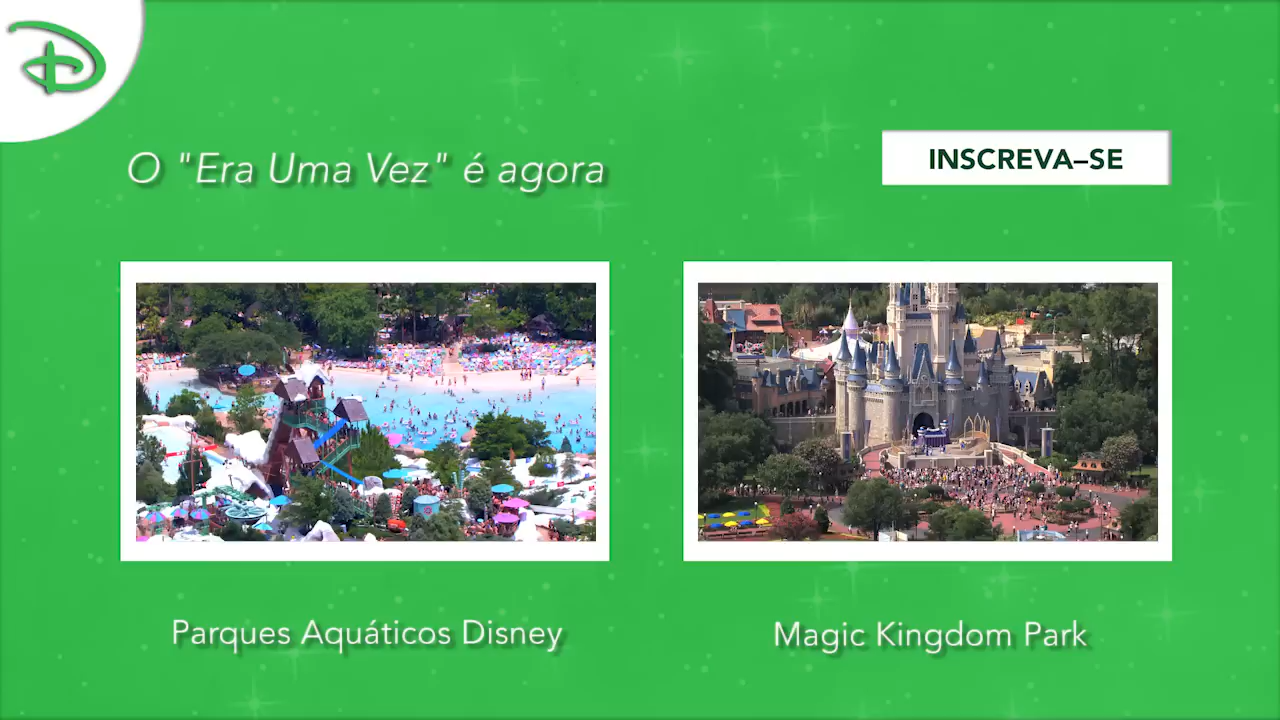 O "Era Uma Vez" é agora
INSCREVA–SE
Parques Aquáticos Disney
Magic Kingdom Park